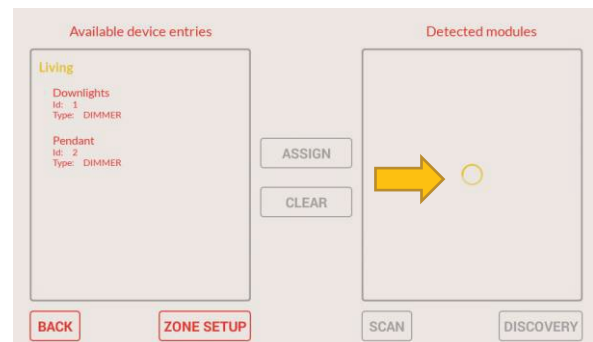 Available device entries
Detected modules
Living
Downlights
Id: 1
Type: DIMMER
Pendant
Id: 2
Type: DIMMER
ASSIGN
CLEAR
BACK
ZONE SETUP
SCAN
DISCOVERY